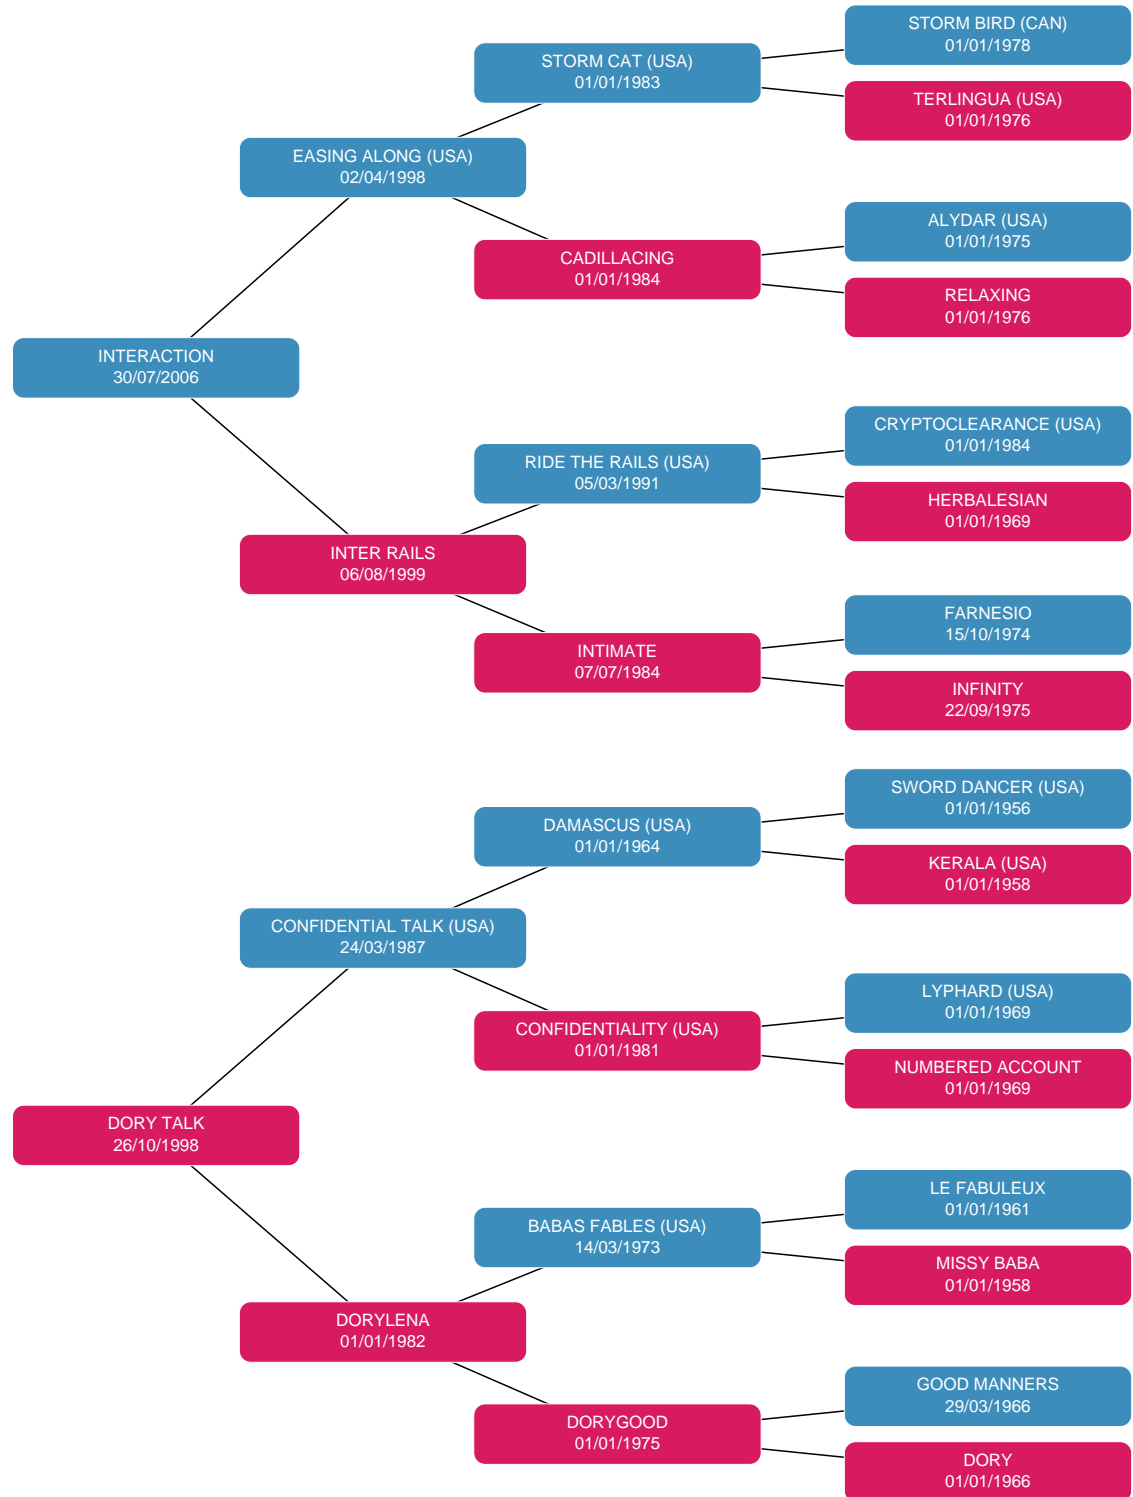 STORM BIRD (CAN)
01/01/1978
STORM CAT (USA)
01/01/1983
TERLINGUA (USA)
01/01/1976
EASING ALONG (USA)
02/04/1998
ALYDAR (USA)
01/01/1975
CADILLACING
01/01/1984
RELAXING
01/01/1976
INTERACTION
30/07/2006
CRYPTOCLEARANCE (USA)
01/01/1984
RIDE THE RAILS (USA)
05/03/1991
HERBALESIAN
01/01/1969
INTER RAILS
06/08/1999
FARNESIO
15/10/1974
INTIMATE
07/07/1984
INFINITY
22/09/1975
SWORD DANCER (USA)
01/01/1956
DAMASCUS (USA)
01/01/1964
KERALA (USA)
01/01/1958
CONFIDENTIAL TALK (USA)
24/03/1987
LYPHARD (USA)
01/01/1969
CONFIDENTIALITY (USA)
01/01/1981
NUMBERED ACCOUNT
01/01/1969
DORY TALK
26/10/1998
LE FABULEUX
01/01/1961
BABAS FABLES (USA)
14/03/1973
MISSY BABA
01/01/1958
DORYLENA
01/01/1982
GOOD MANNERS
29/03/1966
DORYGOOD
01/01/1975
DORY
01/01/1966